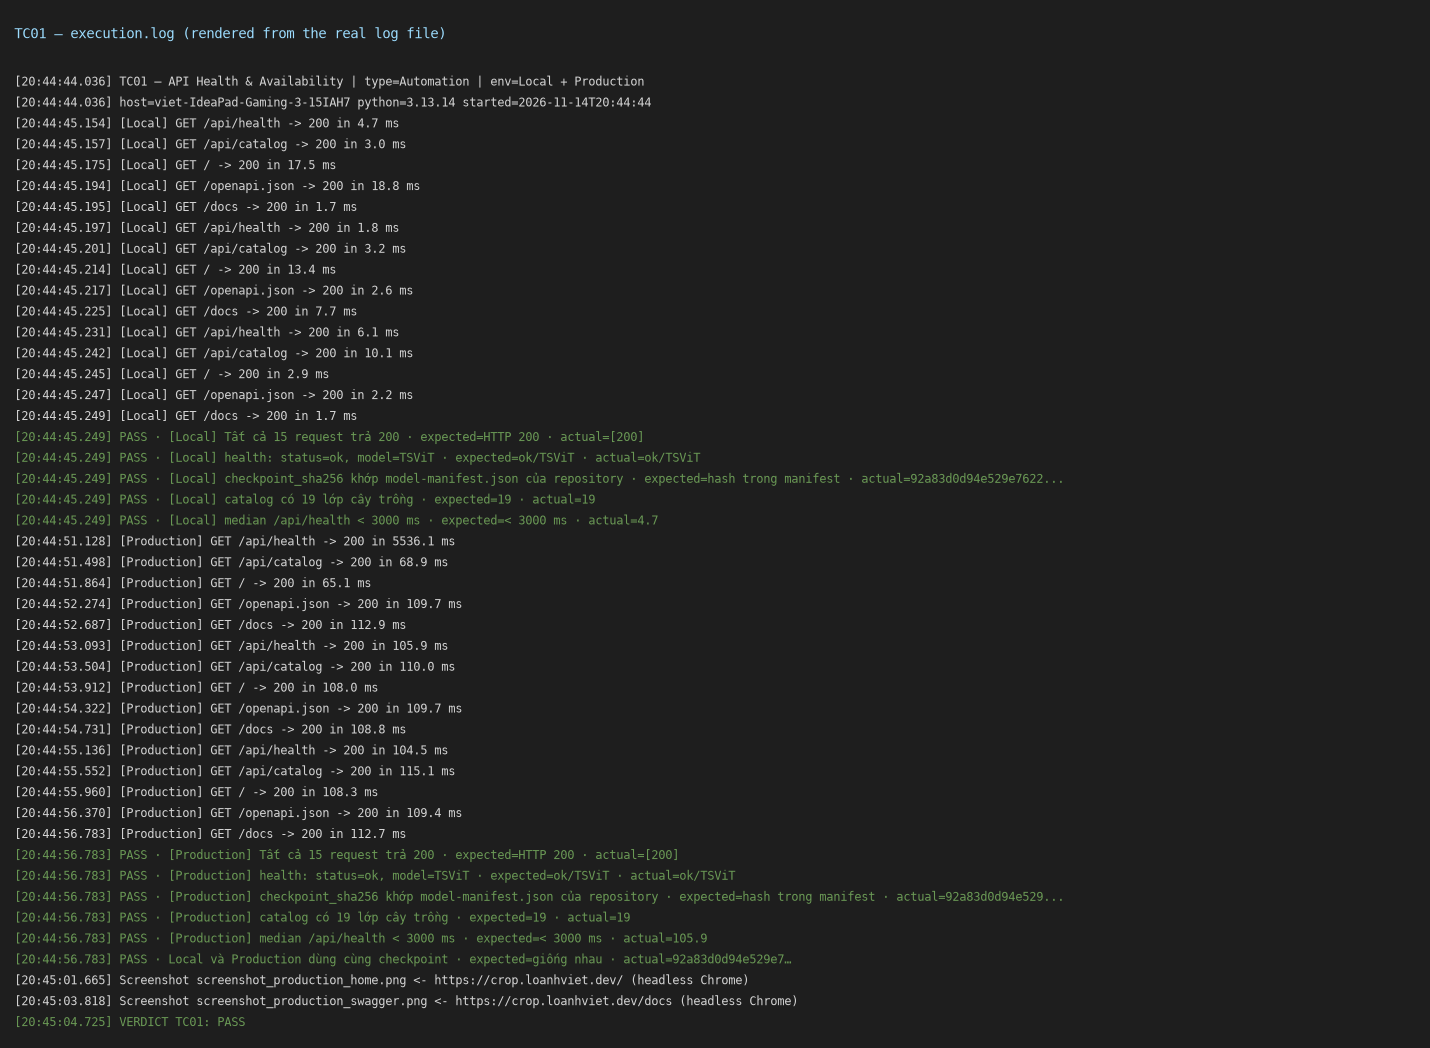 TC01 — execution.log (rendered from the real log file)
[20:44:44.036] TC01 — API Health & Availability | type=Automation | env=Local + Production
[20:44:44.036] host=viet-IdeaPad-Gaming-3-15IAH7 python=3.13.14 started=2026-11-14T20:44:44
[20:44:45.154] [Local] GET /api/health -> 200 in 4.7 ms
[20:44:45.157] [Local] GET /api/catalog -> 200 in 3.0 ms
[20:44:45.175] [Local] GET / -> 200 in 17.5 ms
[20:44:45.194] [Local] GET /openapi.json -> 200 in 18.8 ms
[20:44:45.195] [Local] GET /docs -> 200 in 1.7 ms
[20:44:45.197] [Local] GET /api/health -> 200 in 1.8 ms
[20:44:45.201] [Local] GET /api/catalog -> 200 in 3.2 ms
[20:44:45.214] [Local] GET / -> 200 in 13.4 ms
[20:44:45.217] [Local] GET /openapi.json -> 200 in 2.6 ms
[20:44:45.225] [Local] GET /docs -> 200 in 7.7 ms
[20:44:45.231] [Local] GET /api/health -> 200 in 6.1 ms
[20:44:45.242] [Local] GET /api/catalog -> 200 in 10.1 ms
[20:44:45.245] [Local] GET / -> 200 in 2.9 ms
[20:44:45.247] [Local] GET /openapi.json -> 200 in 2.2 ms
[20:44:45.249] [Local] GET /docs -> 200 in 1.7 ms
[20:44:45.249] PASS · [Local] Tất cả 15 request trả 200 · expected=HTTP 200 · actual=[200]
[20:44:45.249] PASS · [Local] health: status=ok, model=TSViT · expected=ok/TSViT · actual=ok/TSViT
[20:44:45.249] PASS · [Local] checkpoint_sha256 khớp model-manifest.json của repository · expected=hash trong manifest · actual=92a83d0d94e529e7622...
[20:44:45.249] PASS · [Local] catalog có 19 lớp cây trồng · expected=19 · actual=19
[20:44:45.249] PASS · [Local] median /api/health < 3000 ms · expected=< 3000 ms · actual=4.7
[20:44:51.128] [Production] GET /api/health -> 200 in 5536.1 ms
[20:44:51.498] [Production] GET /api/catalog -> 200 in 68.9 ms
[20:44:51.864] [Production] GET / -> 200 in 65.1 ms
[20:44:52.274] [Production] GET /openapi.json -> 200 in 109.7 ms
[20:44:52.687] [Production] GET /docs -> 200 in 112.9 ms
[20:44:53.093] [Production] GET /api/health -> 200 in 105.9 ms
[20:44:53.504] [Production] GET /api/catalog -> 200 in 110.0 ms
[20:44:53.912] [Production] GET / -> 200 in 108.0 ms
[20:44:54.322] [Production] GET /openapi.json -> 200 in 109.7 ms
[20:44:54.731] [Production] GET /docs -> 200 in 108.8 ms
[20:44:55.136] [Production] GET /api/health -> 200 in 104.5 ms
[20:44:55.552] [Production] GET /api/catalog -> 200 in 115.1 ms
[20:44:55.960] [Production] GET / -> 200 in 108.3 ms
[20:44:56.370] [Production] GET /openapi.json -> 200 in 109.4 ms
[20:44:56.783] [Production] GET /docs -> 200 in 112.7 ms
[20:44:56.783] PASS · [Production] Tất cả 15 request trả 200 · expected=HTTP 200 · actual=[200]
[20:44:56.783] PASS · [Production] health: status=ok, model=TSViT · expected=ok/TSViT · actual=ok/TSViT
[20:44:56.783] PASS · [Production] checkpoint_sha256 khớp model-manifest.json của repository · expected=hash trong manifest · actual=92a83d0d94e529...
[20:44:56.783] PASS · [Production] catalog có 19 lớp cây trồng · expected=19 · actual=19
[20:44:56.783] PASS · [Production] median /api/health < 3000 ms · expected=< 3000 ms · actual=105.9
[20:44:56.783] PASS · Local và Production dùng cùng checkpoint · expected=giống nhau · actual=92a83d0d94e529e7…
[20:45:01.665] Screenshot screenshot_production_home.png <- https://crop.loanhviet.dev/ (headless Chrome)
[20:45:03.818] Screenshot screenshot_production_swagger.png <- https://crop.loanhviet.dev/docs (headless Chrome)
[20:45:04.725] VERDICT TC01: PASS